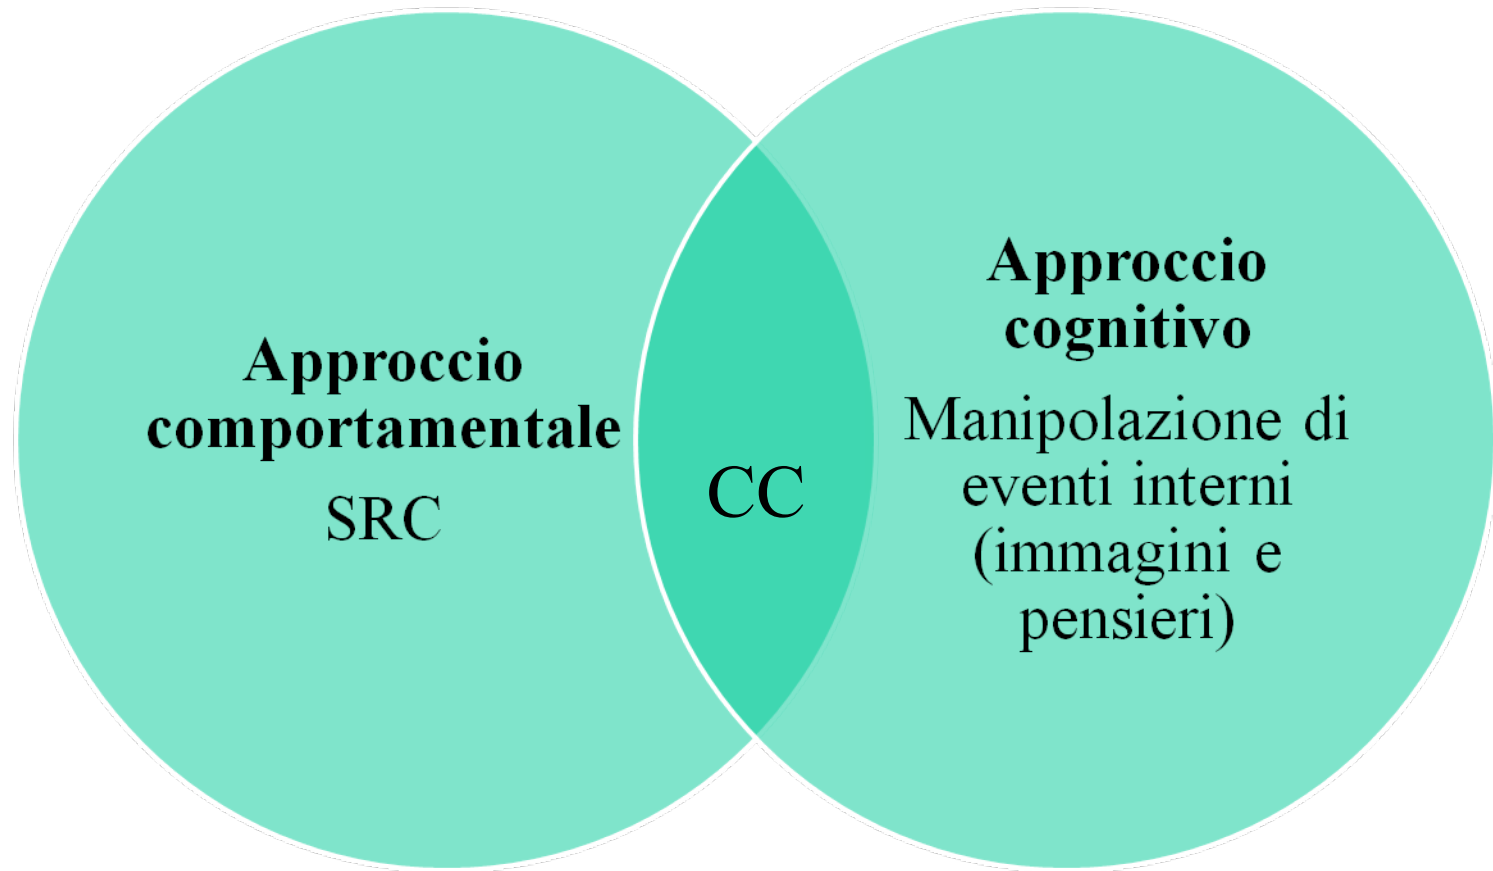 Approccio
comportamentale
SRC
CC
Approccio
cognitivo
Manipolazione di
eventi interni
(immagini e
pensieri)